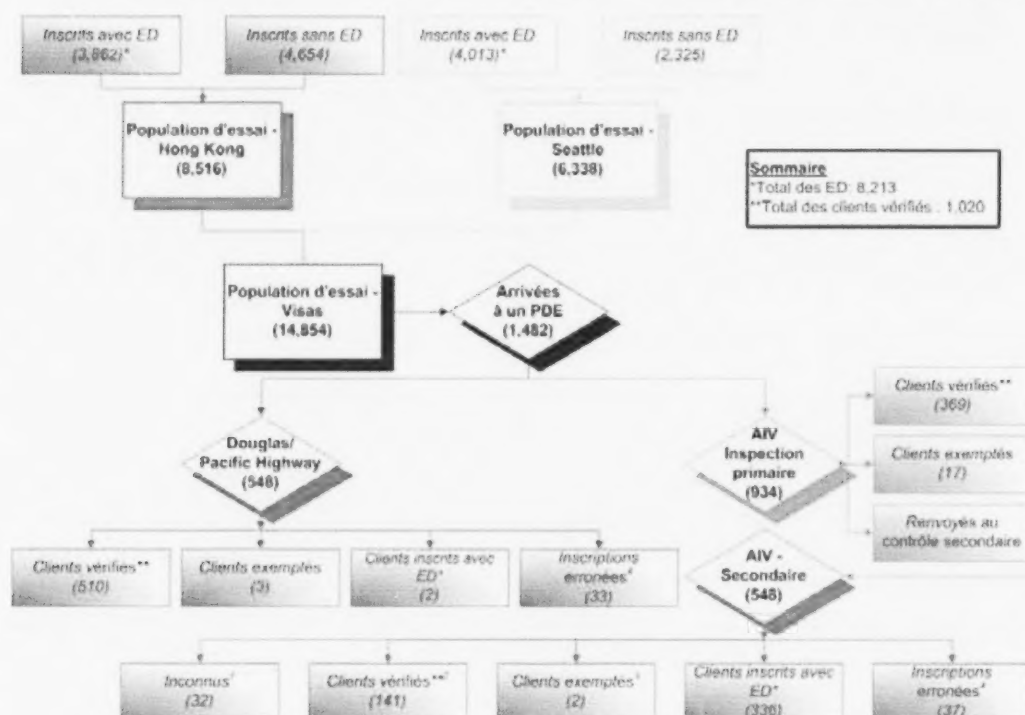 Inscrits avec ED
(3,862)*
Inscrits sans ED
(4,654)
Inscrits avec ED
(4,013)*
Inscrits sans ED
(2,325)
Population d'essai -
Hong Kong
(8,516)
Population d'essai -
Seattle
(6,338)
Sommaire
*Total des ED: 8,213
**Total des clients vérifiés : 1,020
Population d'essai -
Visas
(14,854)
Arrivées
à un PDE
(1,482)
Clients vérifiés**
(369)
Douglas/
Pacific Highway
(548)
AIV
Inspection
primaire
(934)
Clients exemptés
(17)
Renvoyés au
contrôle secondaire
Clients vérifiés**
(510)
Clients exemptés
(3)
Clients inscrits avec
ED*
(2)
Inscriptions
erronées
(33)
AIV -
Secondaire
(548)
Inconnus
(32)
Clients vérifiés**
(141)
Clients exemptés
(2)
Clients inscrits avec
ED*
(336)
Inscriptions
erronées
(37)